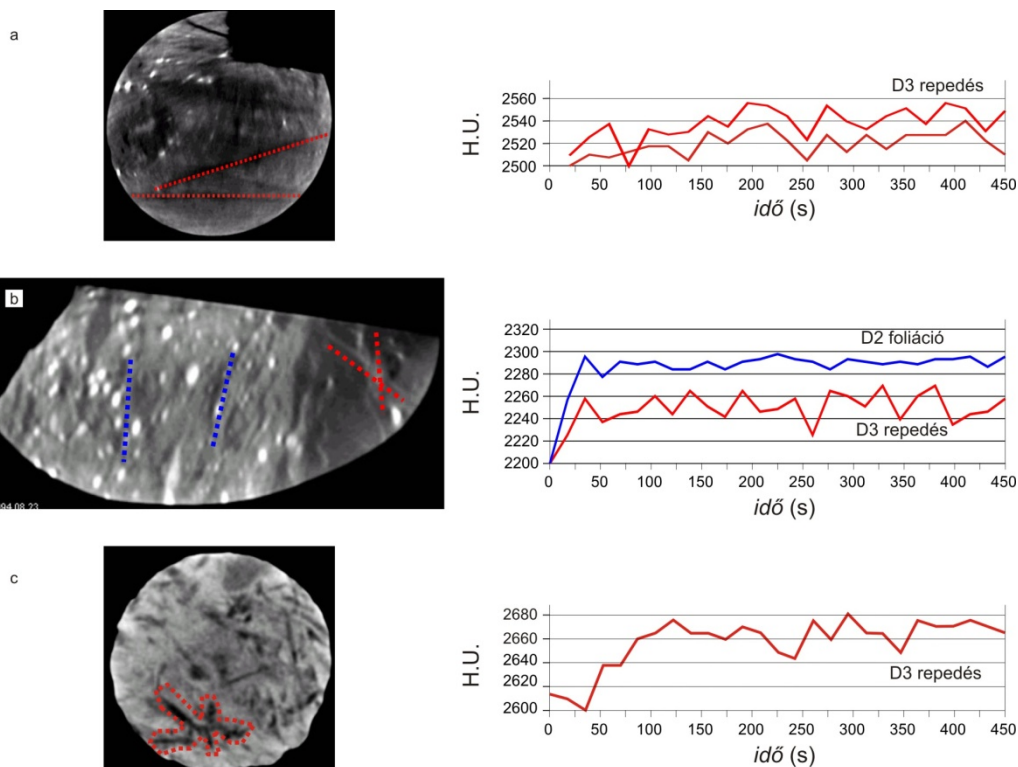 a
D3 repedés
H.U.
2560
2540
2520
2500
0 50 100 150 200 250 300 350 400 450
idő (s)
b
94.08.23
D2 foliáció
H.U.
2320
2300
2280
2260
2240
2220
2200
D3 repedés
0 50 100 150 200 250 300 350 400 450
idő (s)
c
H.U.
2680
2660
2640
2620
2600
D3 repedés
0 50 100 150 200 250 300 350 400 450
idő (s)